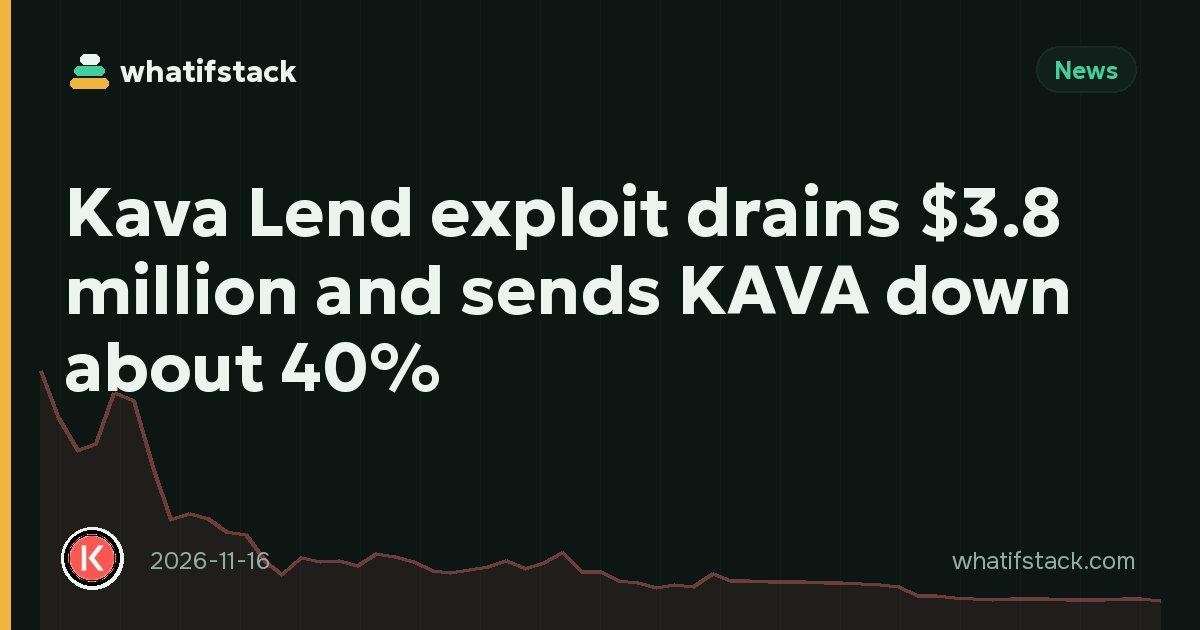 whatifstack
News
Kava Lend exploit drains $3.8
million and sends KAVA down
about 40%
K
2026-11-16
whatifstack.com